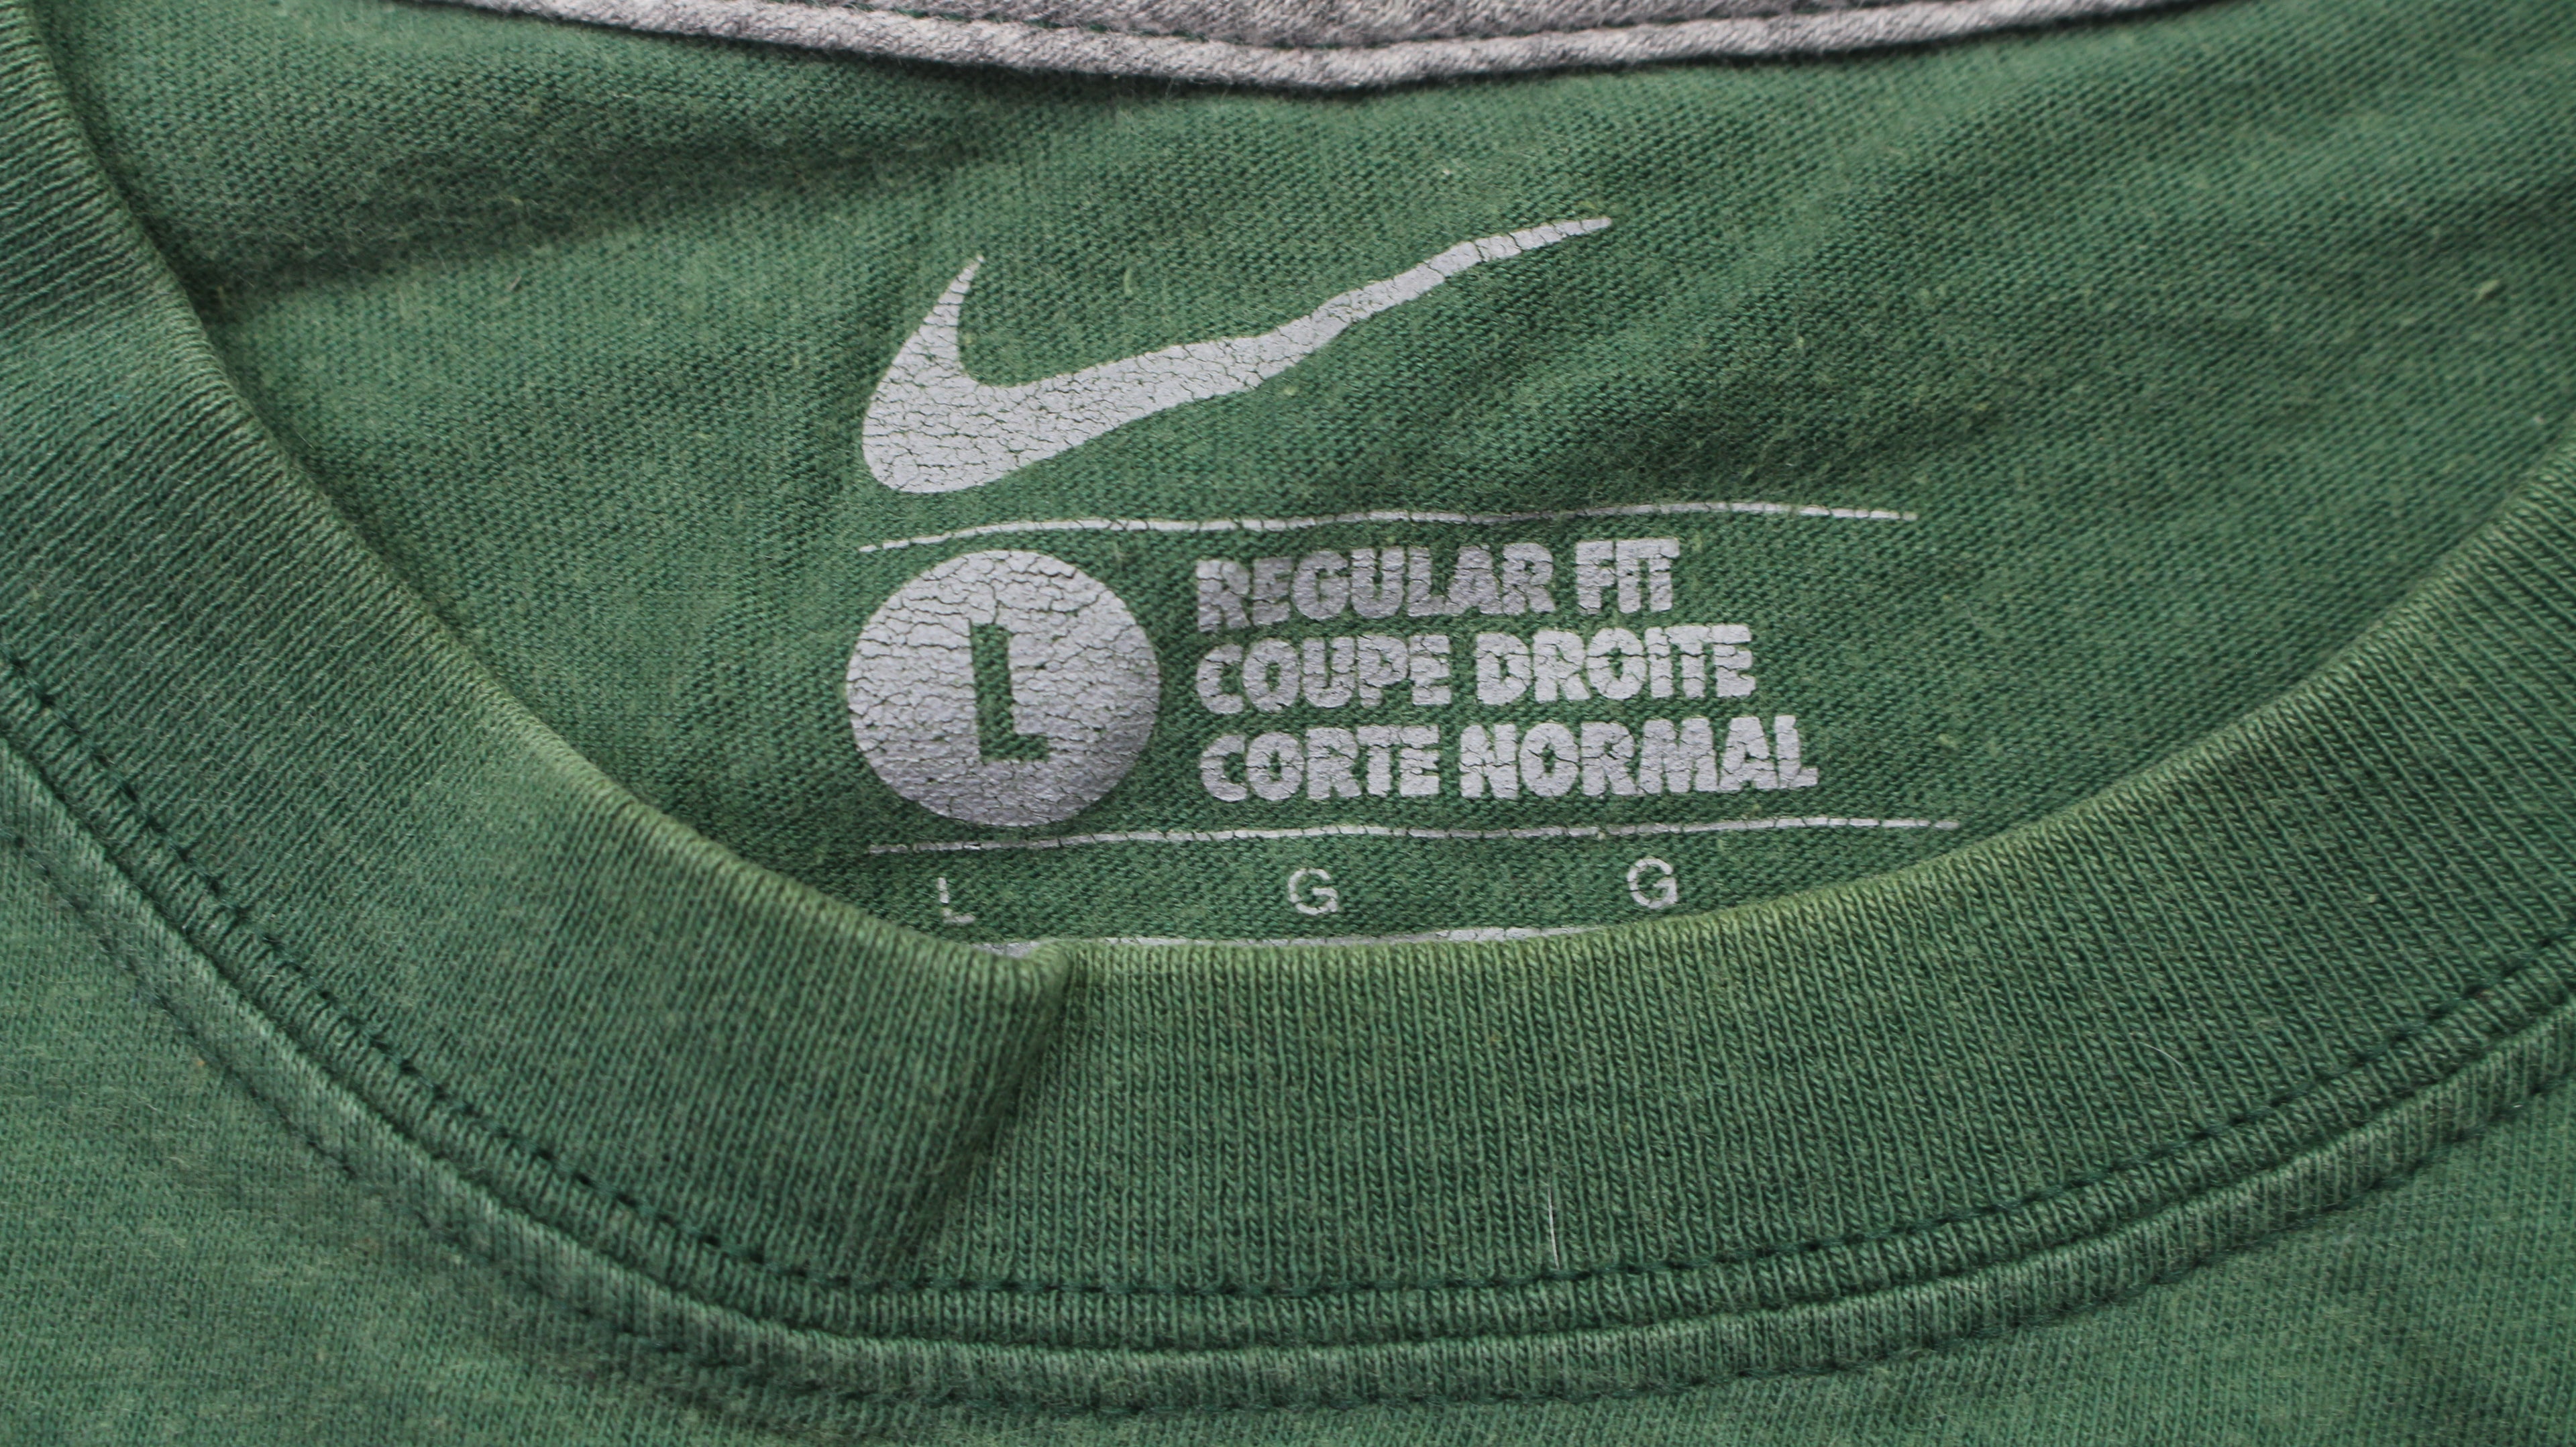 L
REGULAR FIT
COUPE DROITE
CORTE NORMAL
L G G